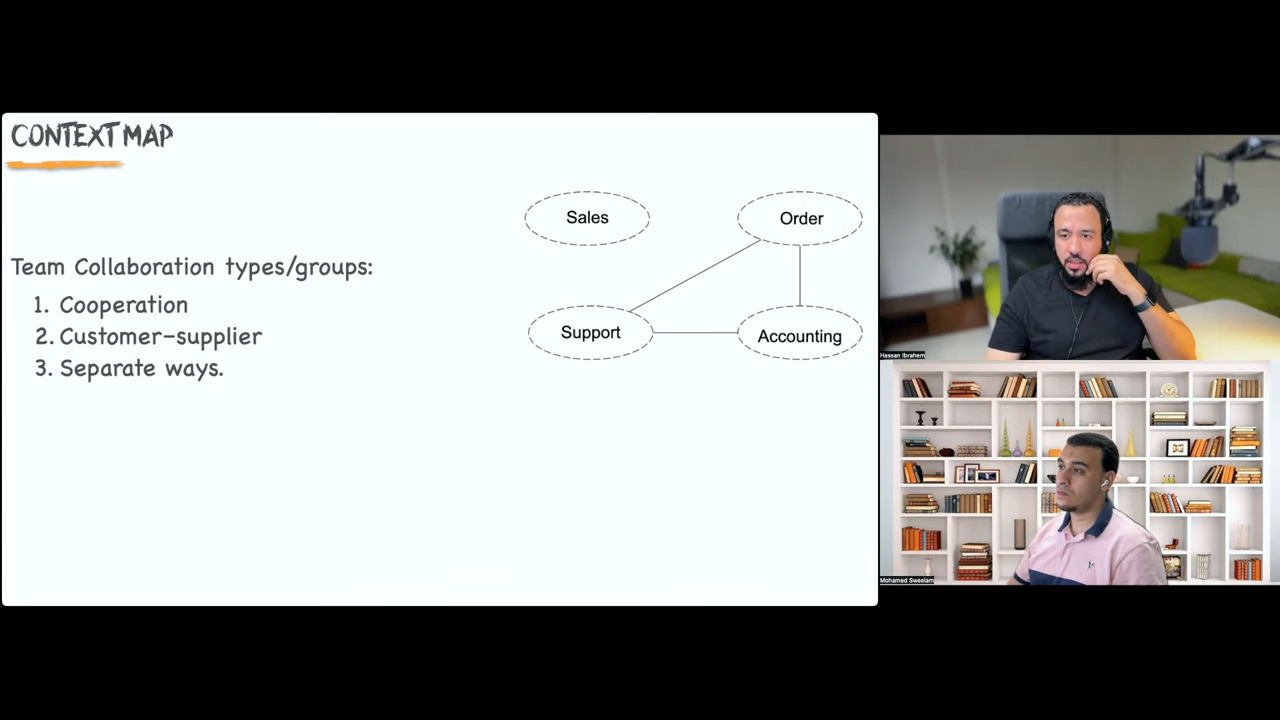 CONTEXT MAP
Team Collaboration types/groups:
1. Cooperation
2. Customer-supplier
3. Separate ways.
Sales
Order
Support
Accounting
Hassan Ibrahem
Mohamed Sweelam